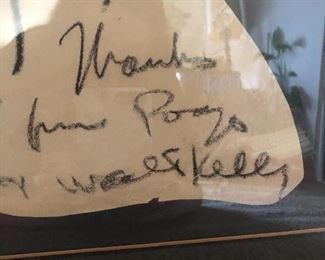 Thanks
from Pogo
Walt Kelly